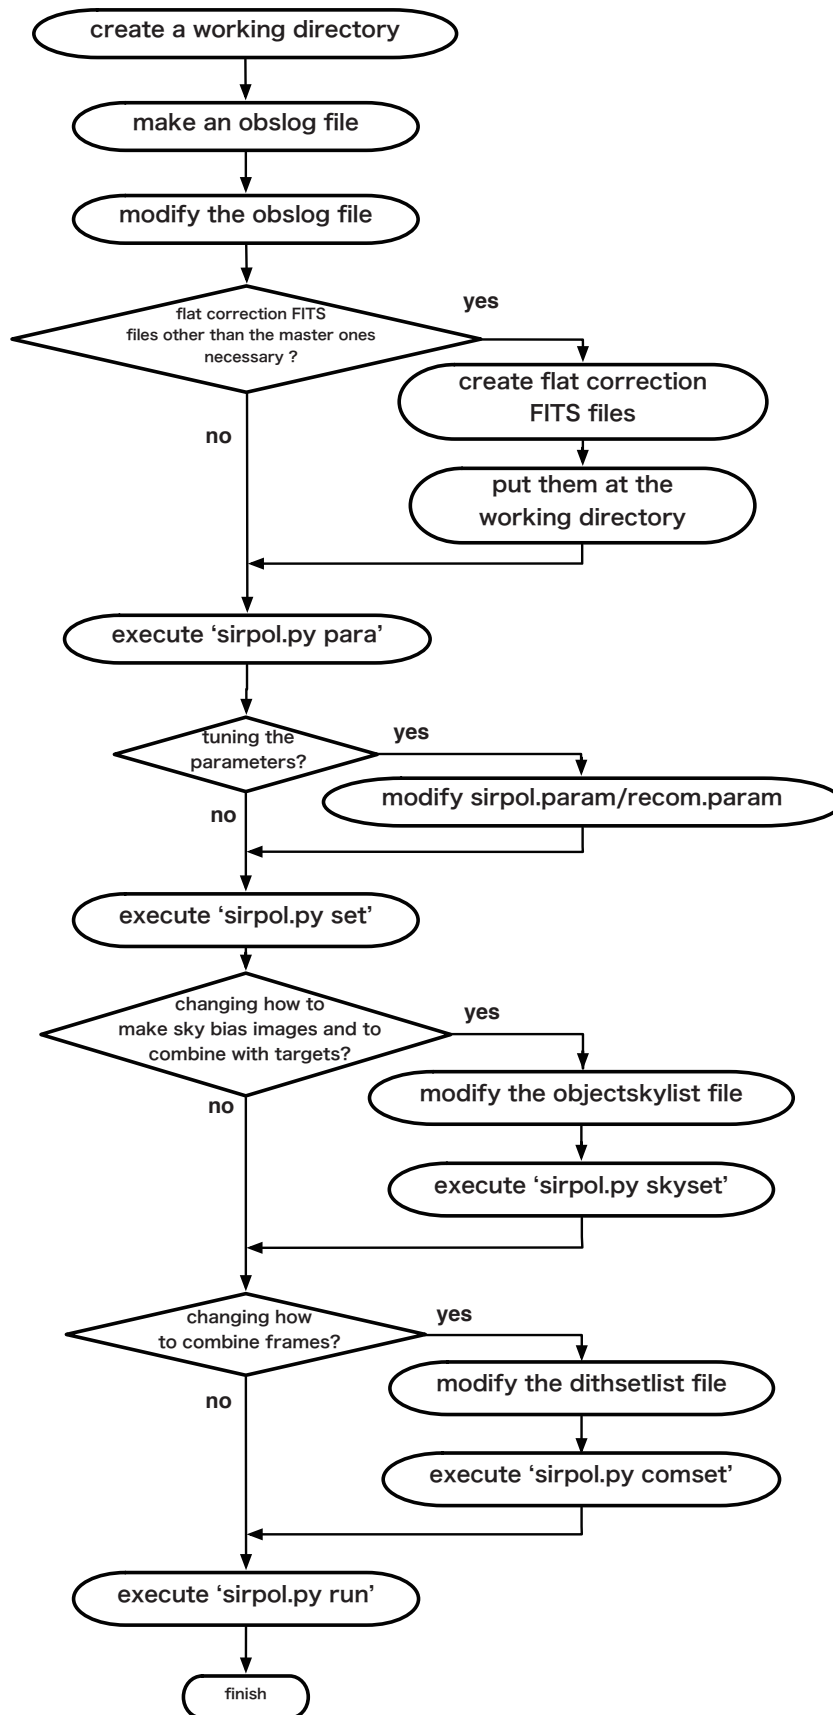 create a working directory
make an obslog file
modify the obslog file
flat correction FITS
files other than the master ones
necessary ?
yes
no
create flat correction
FITS files
put them at the
working directory
execute ‘sirpol.py para’
tuning the
parameters?
yes
no
modify sirpol.param/recom.param
execute ‘sirpol.py set’
changing how to
make sky bias images and to
combine with targets?
yes
no
modify the objectskylist file
execute ‘sirpol.py skyset’
changing how
to combine frames?
yes
no
modify the dithsetlist file
execute ‘sirpol.py comset’
execute ‘sirpol.py run’
finish